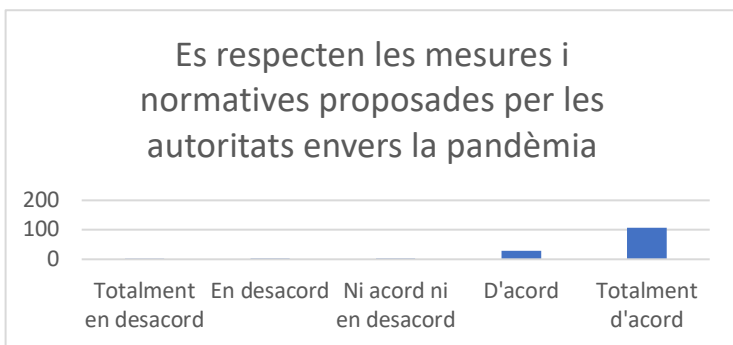 Es respecten les mesures i
normatives proposades per les
autoritats envers la pandèmia
200
100
0
Totalment en desacord
En desacord
Ni acord ni en desacord
D'acord
Totalment d'acord